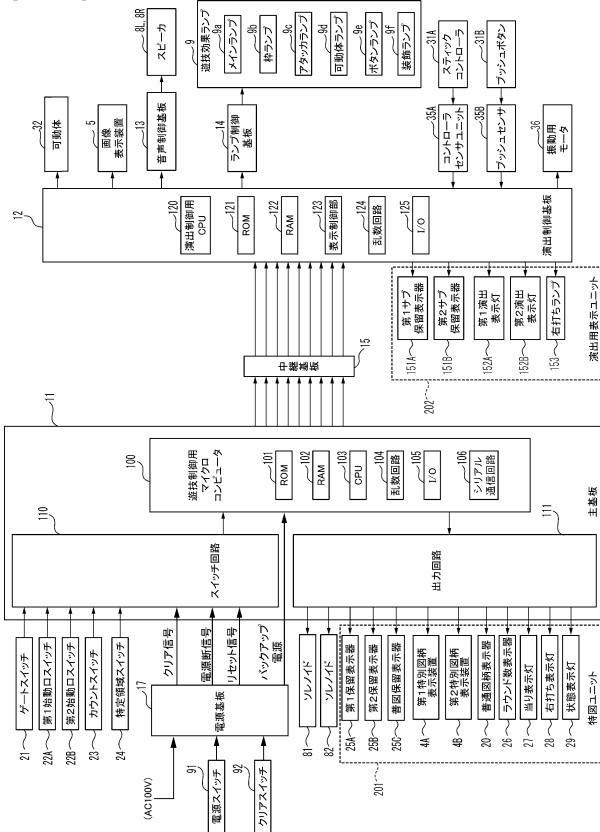 8L, 8R
スピーカ
9
遊技効果ランプ
9a
メインランプ
9b
枠ランプ
9c
アタッカランプ
9d
可動体ランプ
9e
ボタンランプ
9f
装飾ランプ
31A
スティック
コントローラ
31B
プッシュボタン
32
可動体
5
画像
表示装置
13
音声制御基板
14
ランプ制御
基板
35A
コントローラ
センサユニット
35B
プッシュセンサ
36
振動用
モータ
12
120
演出制御用
CPU
121
ROM
122
RAM
123
表示制御部
124
乱数回路
125
I/O
演出制御基板
151A
第1サブ
保留表示器
151B
第2サブ
保留表示器
152A
第1演出
表示灯
152B
第2演出
表示灯
153
右打ちランプ
202
演出用表示ユニット
中継基板
15
11
100
遊技制御用
マイクロ
コンピュータ
101
ROM
102
RAM
103
CPU
104
乱数回路
105
I/O
106
シリアル
通信回路
主基板
110
スイッチ回路
111
出力回路
21
ゲートスイッチ
22A
第1始動口スイッチ
22B
第2始動口スイッチ
23
カウントスイッチ
24
特定領域スイッチ
クリア信号
電源断信号
リセット信号
バックアップ
電源
17
電源基板
(AC100V)
91
電源スイッチ
92
クリアスイッチ
81
ソレノイド
82
ソレノイド
25A
第1保留表示器
25B
第2保留表示器
25C
普図保留表示器
4A
第1特別図柄
表示装置
4B
第2特別図柄
表示装置
20
普通図柄表示器
26
ラウンド数表示器
27
当り表示灯
28
右打ち表示灯
29
状態表示灯
201
特図ユニット